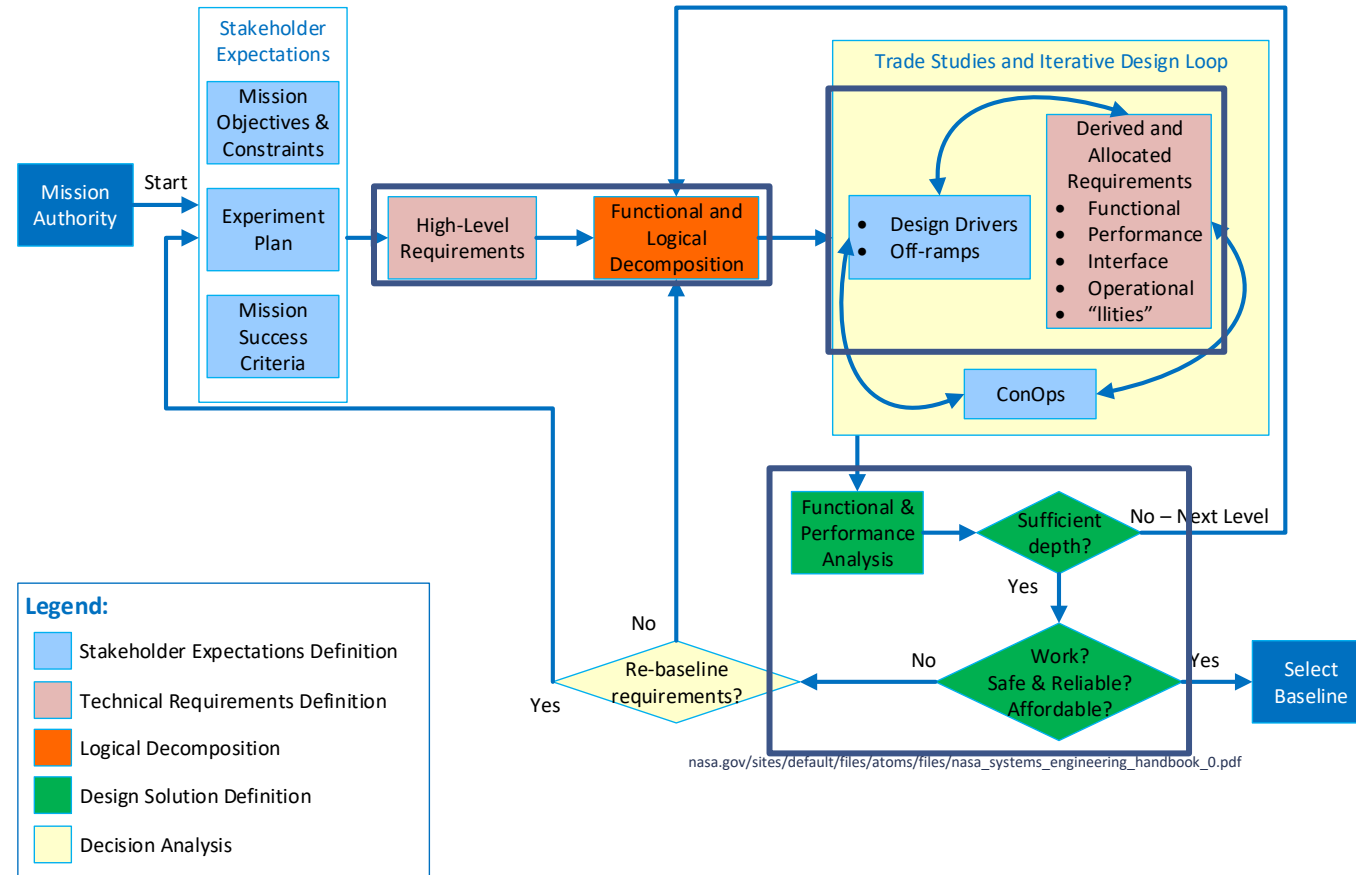 Stakeholder
Expectations
Mission
Objectives &
Constraints
Experiment
Plan
Mission
Success
Criteria
Mission
Authority
Start
High-Level
Requirements
Functional and
Logical
Decomposition
Trade Studies and Iterative Design Loop
• Design Drivers
• Off-ramps
Derived and
Allocated
Requirements
• Functional
• Performance
• Interface
• Operational
• “Ilities”
ConOps
Functional &
Performance
Analysis
Sufficient
depth?
No – Next Level
Yes
Work?
Safe & Reliable?
Affordable?
Yes
Select
Baseline
No
Re-baseline
requirements?
No
Yes
nasa.gov/sites/default/files/atoms/files/nasa_systems_engineering_handbook_0.pdf
Legend:
Stakeholder Expectations Definition
Technical Requirements Definition
Logical Decomposition
Design Solution Definition
Decision Analysis